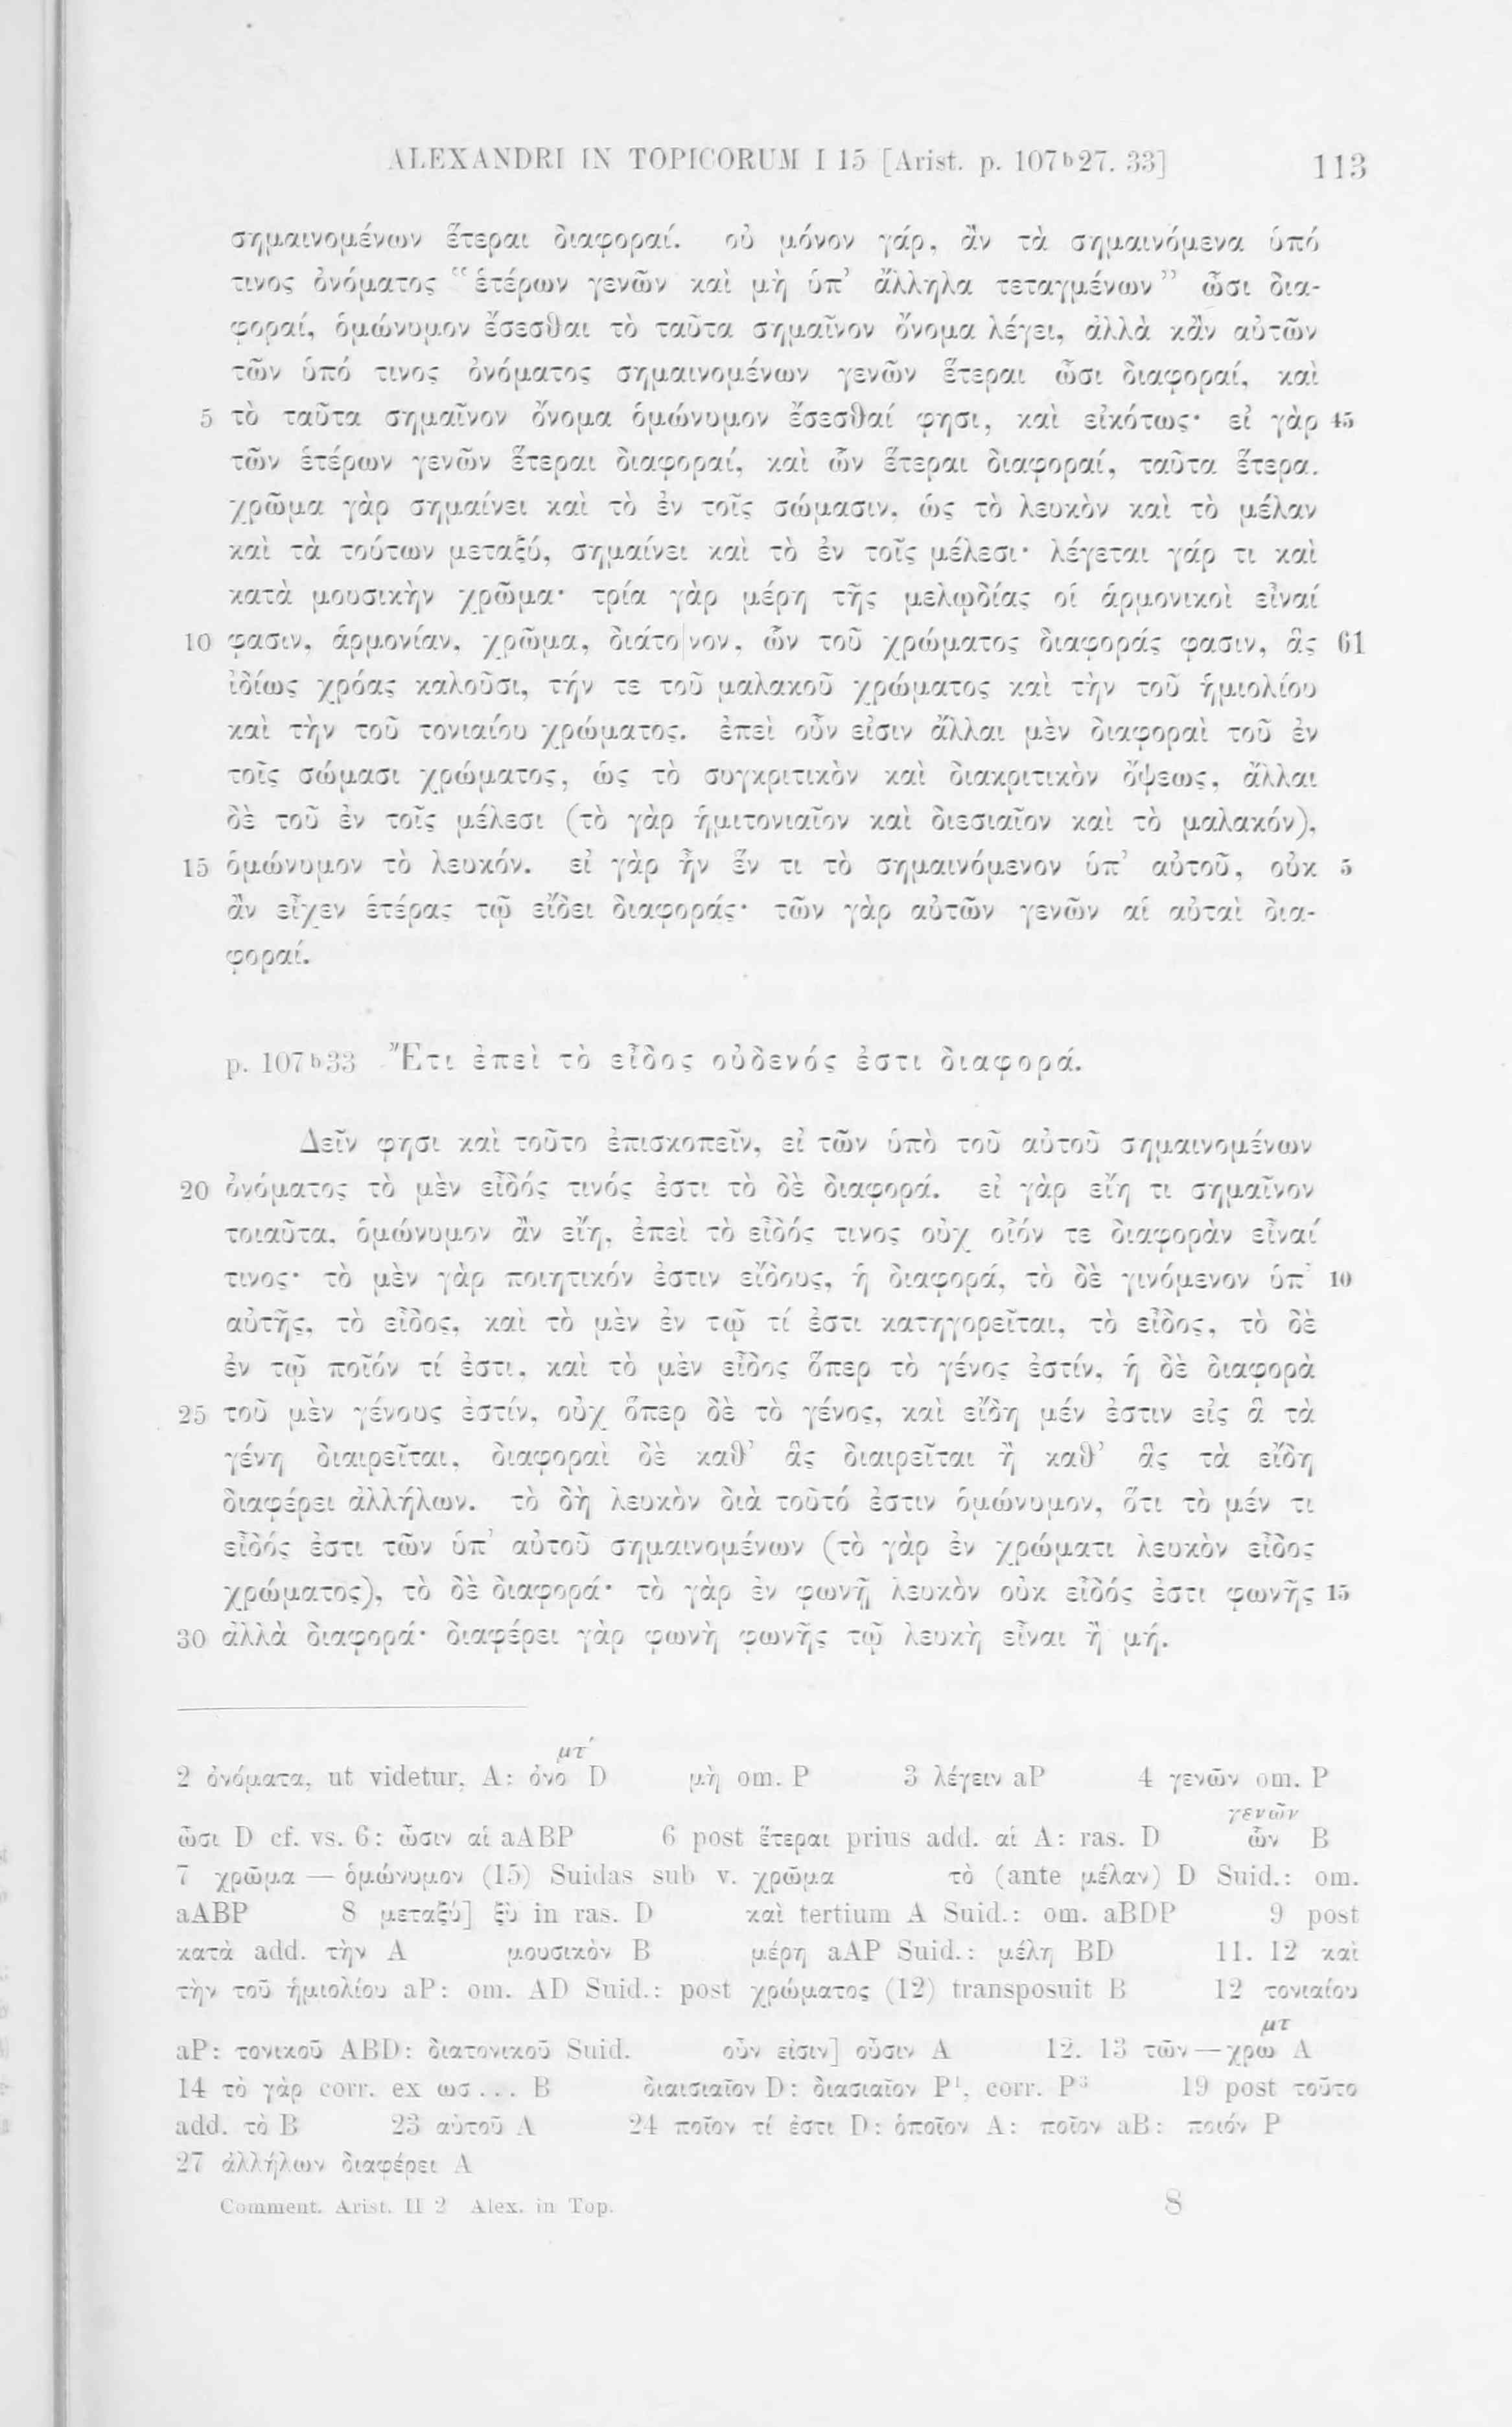 ALEXANDRI IN TOPICORUM I 15 [Arist. p. 107ᵇ27. 33] 113
σημαινομένων ἕτεραι διαφοραί. οὐ μόνον γάρ, ἂν τὰ σημαινόμενα ὑπό
τινος ὀνόματος “ἑτέρων γενῶν καὶ μὴ ὑπ’ ἄλληλα τεταγμένων” ὦσι δια-
φοραί, ὁμώνυμον ἔσεσθαι τὸ ταῦτα σημαῖνον ὄνομα λέγει, ἀλλὰ κἂν αὐτῶν
τῶν ὑπό τινος ὀνόματος σημαινομένων γενῶν ἕτεραι ὦσι διαφοραί, καὶ
5 τὸ ταῦτα σημαῖνον ὄνομα ὁμώνυμον ἔσεσθαί φησι, καὶ εἰκότως· εἰ γὰρ 45
τῶν ἑτέρων γενῶν ἕτεραι διαφοραί, καὶ ὧν ἕτεραι διαφοραί, ταῦτα ἕτερα.
χρῶμα γὰρ σημαίνει καὶ τὸ ἐν τοῖς σώμασιν, ὡς τὸ λευκὸν καὶ τὸ μέλαν
καὶ τὰ τούτων μεταξύ, σημαίνει καὶ τὸ ἐν τοῖς μέλεσι· λέγεται γάρ τι καὶ
κατὰ μουσικὴν χρῶμα· τρία γὰρ μέρη τῆς μελῳδίας οἱ ἁρμονικοὶ εἶναί
10 φασιν, ἁρμονίαν, χρῶμα, διάτο|νον, ὧν τοῦ χρώματος διαφοράς φασιν, ἃς 61
ἰδίως χρόας καλοῦσι, τήν τε τοῦ μαλακοῦ χρώματος καὶ τὴν τοῦ ἡμιολίου
καὶ τὴν τοῦ τονιαίου χρώματος. ἐπεὶ οὖν εἰσιν ἄλλαι μὲν διαφοραὶ τοῦ ἐν
τοῖς σώμασι χρώματος, ὡς τὸ συγκριτικὸν καὶ διακριτικὸν ὄψεως, ἄλλαι
δὲ τοῦ ἐν τοῖς μέλεσι (τὸ γὰρ ἡμιτονιαῖον καὶ διεσιαῖον καὶ τὸ μαλακόν),
15 ὁμώνυμον τὸ λευκόν. εἰ γὰρ ἦν ἕν τι τὸ σημαινόμενον ὑπ’ αὐτοῦ, οὐκ 5
ἂν εἶχεν ἑτέρας τῷ εἴδει διαφοράς· τῶν γὰρ αὐτῶν γενῶν αἱ αὐταὶ δια-
φοραί.
p. 107ᵇ33 Ἔτι ἐπεὶ τὸ εἶδος οὐδενός ἐστι διαφορά.
Δεῖν φησι καὶ τοῦτο ἐπισκοπεῖν, εἰ τῶν ὑπὸ τοῦ αὐτοῦ σημαινομένων
20 ὀνόματος τὸ μὲν εἶδός τινός ἐστι τὸ δὲ διαφορά. εἰ γὰρ εἴη τι σημαῖνον
τοιαῦτα, ὁμώνυμον ἂν εἴη, ἐπεὶ τὸ εἶδός τινος οὐχ οἷόν τε διαφορὰν εἶναί
τινος· τὸ μὲν γὰρ ποιητικόν ἐστιν εἴδους, ἡ διαφορά, τὸ δὲ γινόμενον ὑπ’ 10
αὐτῆς, τὸ εἶδος, καὶ τὸ μὲν ἐν τῷ τί ἐστι κατηγορεῖται, τὸ εἶδος, τὸ δὲ
ἐν τῷ ποῖόν τί ἐστι, καὶ τὸ μὲν εἶδος ὅπερ τὸ γένος ἐστίν, ἡ δὲ διαφορὰ
25 τοῦ μὲν γένους ἐστίν, οὐχ ὅπερ δὲ τὸ γένος, καὶ εἴδη μέν ἐστιν εἰς ἃ τὰ
γένη διαιρεῖται, διαφοραὶ δὲ καθ’ ἃς διαιρεῖται ἢ καθ’ ἃς τὰ εἴδη
διαφέρει ἀλλήλων. τὸ δὴ λευκὸν διὰ τοῦτό ἐστιν ὁμώνυμον, ὅτι τὸ μέν τι
εἶδός ἐστι τῶν ὑπ’ αὐτοῦ σημαινομένων (τὸ γὰρ ἐν χρώματι λευκὸν εἶδος
χρώματος), τὸ δὲ διαφορά· τὸ γὰρ ἐν φωνῇ λευκὸν οὐκ εἶδός ἐστι φωνῆς 15
30 ἀλλὰ διαφορά· διαφέρει γὰρ φωνὴ φωνῆς τῷ λευκὴ εἶναι ἢ μή.
μτ´
2 ὀνόματα, ut videtur, A: ὀνο D μὴ om. P 3 λέγειν aP 4 γενῶν om. P
γενῶν
ὦσι D cf. vs. 6: ὦσιν αἱ aABP 6 post ἕτεραι prius add. αἱ A: ras. D ὧν B
7 χρῶμα — ὁμώνυμον (15) Suidas sub v. χρῶμα τὸ (ante μέλαν) D Suid.: om.
aABP 8 μεταξύ] ξὺ in ras. D καὶ tertium A Suid.: om. aBDP 9 post
κατὰ add. τὴν A μουσικὸν B μέρη aAP Suid.: μέλη BD 11. 12 καὶ
τὴν τοῦ ἡμιολίου aP: om. AD Suid.: post χρώματος (12) transposuit B 12 τονιαίου
μτ
aP: τονικοῦ ABD: διατονικοῦ Suid. οὖν εἰσιν] οὖσιν A 12. 13 τῶν — χρω A
14 τὸ γὰρ corr. ex ωσ... B διαισιαῖον D: διασιαῖον P¹, corr. P³ 19 post τοῦτο
add. τὸ B 23 αὐτοῦ A 24 ποῖον τί ἐστι D: ὁποῖον A: ποῖον aB: ποιόν P
27 ἀλλήλων διαφέρει A
Comment. Arist. II 2 Alex. in Top. 8